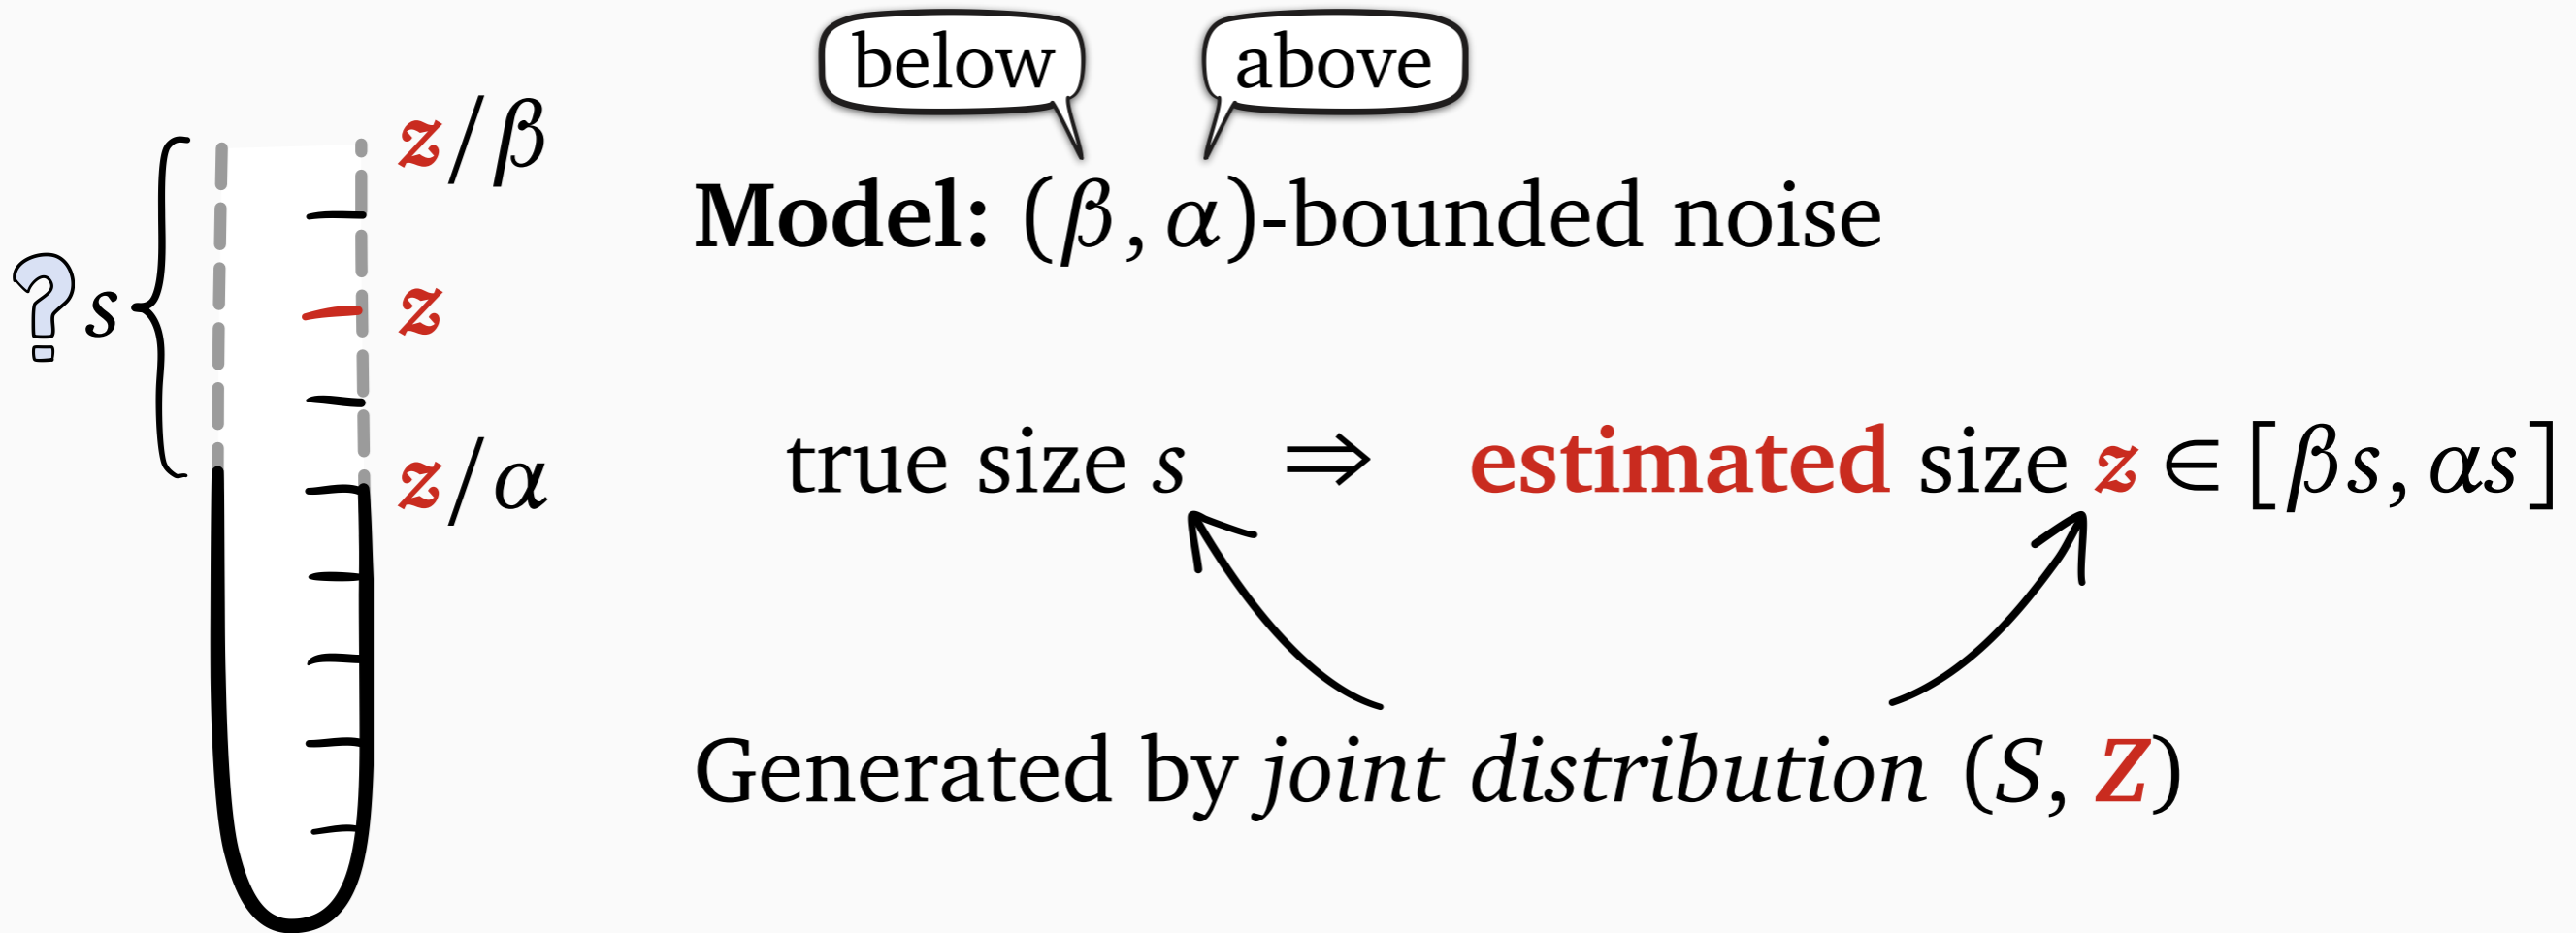 below
above
z/β
Model: (β, α)-bounded noise
? s
z
true size s ⇒ estimated size z ∈ [βs, αs]
z/α
Generated by joint distribution (S, Z)